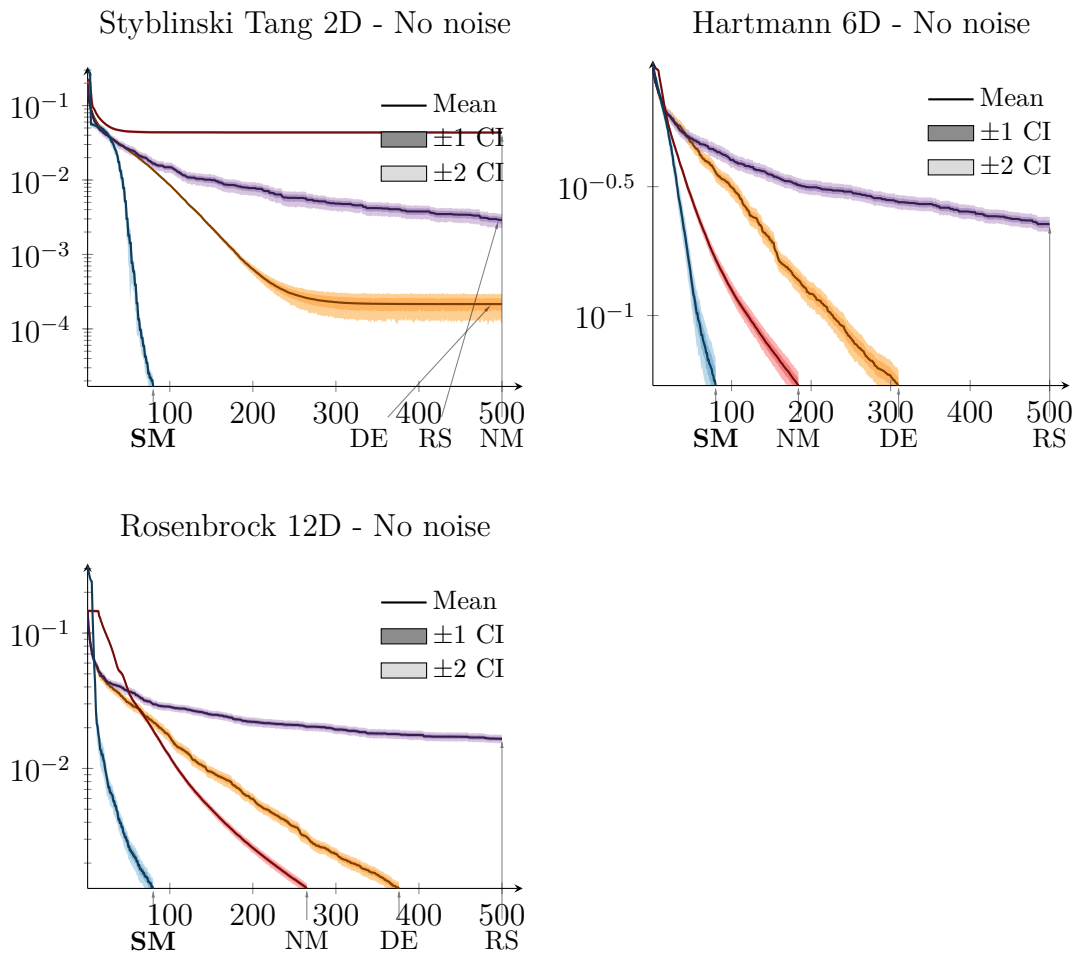 Styblinski Tang 2D - No noise
10^{-1}
10^{-2}
10^{-3}
10^{-4}
Mean
±1 CI
±2 CI
100 200 300 400 500
SM DE RS NM
Hartmann 6D - No noise
10^{-0.5}
10^{-1}
Mean
±1 CI
±2 CI
100 200 300 400 500
SM NM DE RS
Rosenbrock 12D - No noise
10^{-1}
10^{-2}
Mean
±1 CI
±2 CI
100 200 300 400 500
SM NM DE RS